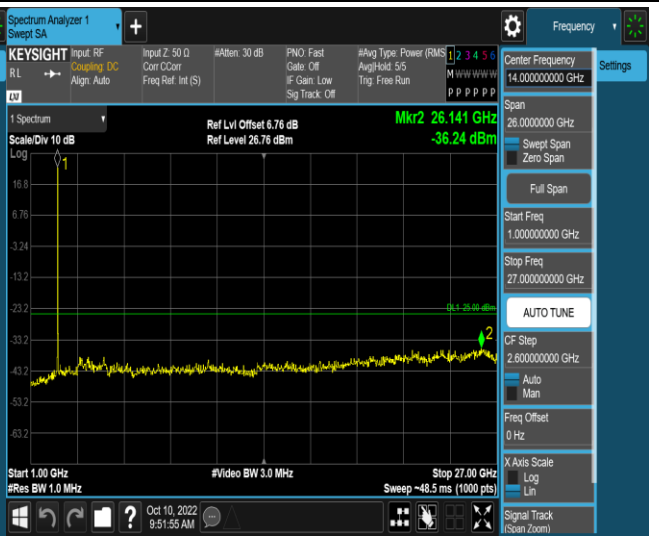 Spectrum Analyzer 1
Swept SA
+
Frequency
KEYSIGHT
Input: RF
Input Z: 50 Ω
#Atten: 30 dB
PNO: Fast
#Avg Type: Power (RMS
1 2 3 4 5 6
R L
Coupling: DC
Corr CCorr
Gate: Off
Avg|Hold: 5/5
M W W W W W
Align: Auto
Freq Ref: Int (S)
IF Gain: Low
Trig: Free Run
Sig Track: Off
P P P P P P
LXI
1 Spectrum
Ref Lvl Offset 6.76 dB
Mkr2 26.141 GHz
Scale/Div 10 dB
Ref Level 26.76 dBm
-36.24 dBm
Log
1
16.8
6.76
-3.24
-13.2
-23.2
DL1 -25.00 dBm
-33.2
2
-43.2
-53.2
-63.2
Start 1.00 GHz
#Video BW 3.0 MHz
Stop 27.00 GHz
#Res BW 1.0 MHz
Sweep ~48.5 ms (1000 pts)
?
Oct 10, 2022
9:51:55 AM
Center Frequency
14.000000000 GHz
Settings
Span
26.0000000 GHz
Swept Span
Zero Span
Full Span
Start Freq
1.000000000 GHz
Stop Freq
27.000000000 GHz
AUTO TUNE
CF Step
2.600000000 GHz
Auto
Man
Freq Offset
0 Hz
X Axis Scale
Log
Lin
Signal Track
(Span Zoom)